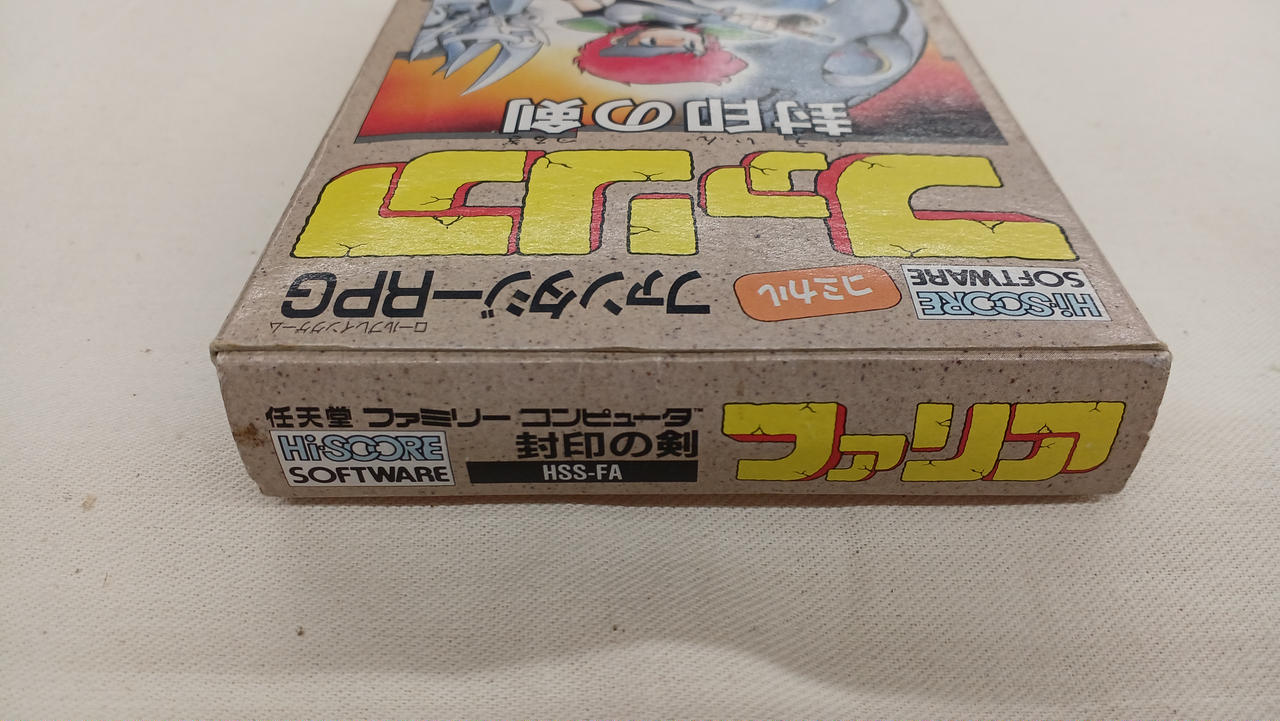 Hi-SCORE
SOFTWARE
コミカル
ロールプレイングゲーム
ファンタジーRPG
ファリア
封印の剣
任天堂 ファミリー コンピュータ™
Hi-SCORE
SOFTWARE
封印の剣
HSS-FA
ファリア